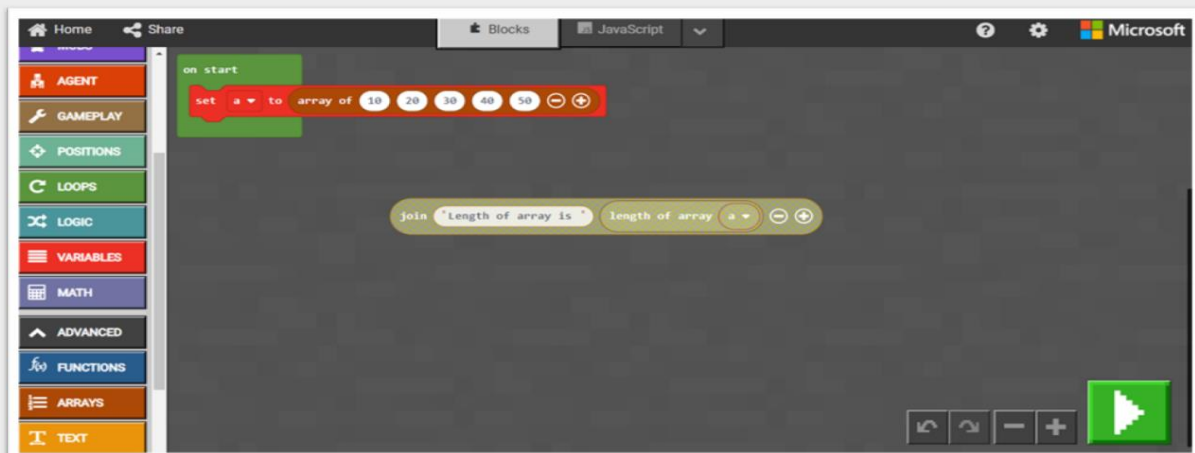 Home Share Blocks JavaScript Microsoft
AGENT
GAMEPLAY
POSITIONS
LOOPS
LOGIC
VARIABLES
MATH
ADVANCED
f(x) FUNCTIONS
ARRAYS
T TEXT
on start
set a to array of 10 20 30 40 50
join "Length of array is " length of array a